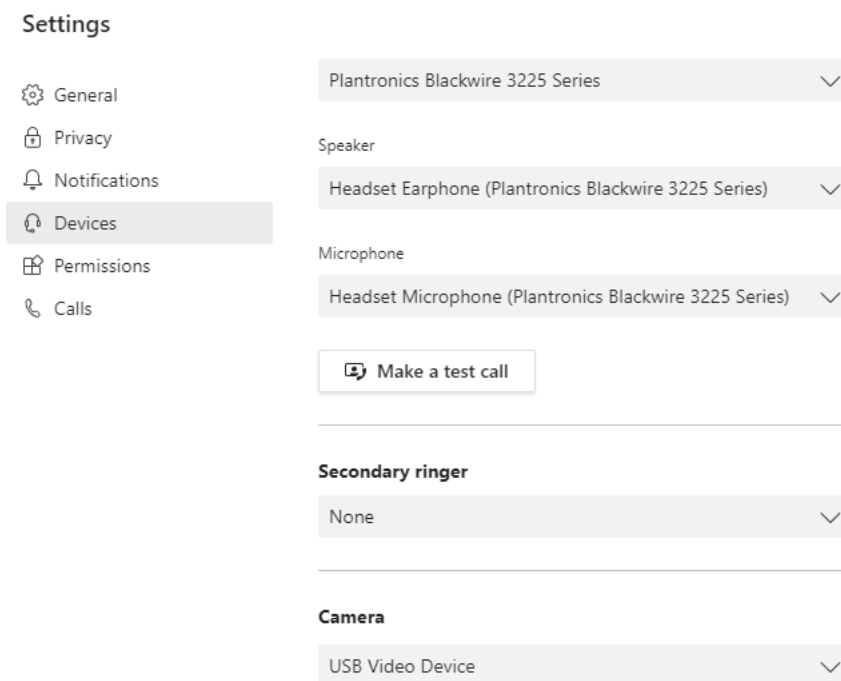 Settings
General
Privacy
Notifications
Devices
Permissions
Calls
Plantronics Blackwire 3225 Series
Speaker
Headset Earphone (Plantronics Blackwire 3225 Series)
Microphone
Headset Microphone (Plantronics Blackwire 3225 Series)
Make a test call
Secondary ringer
None
Camera
USB Video Device